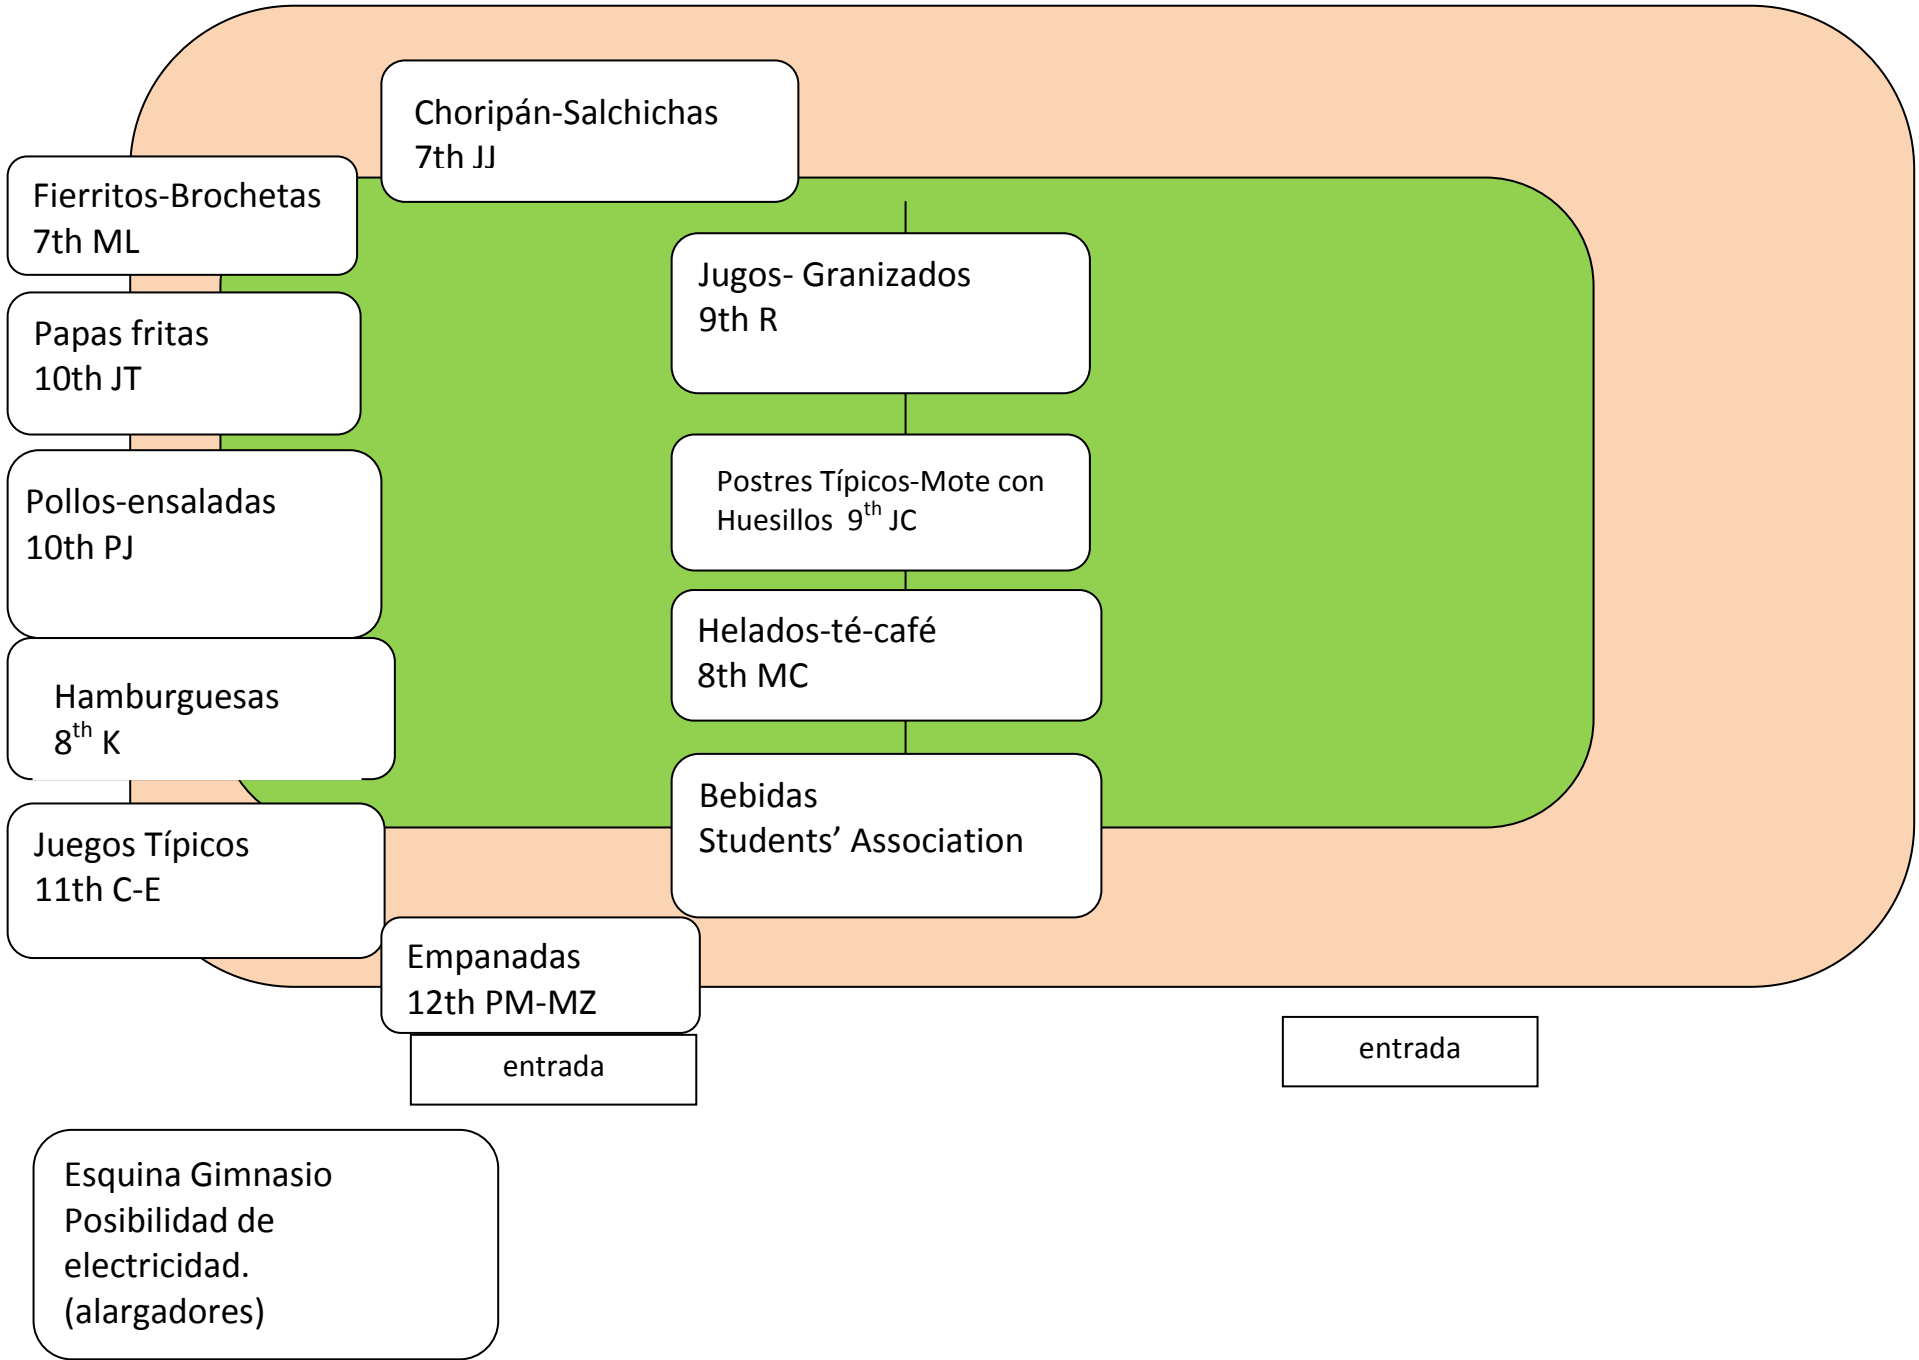 Choripán-Salchichas
7th JJ
Fierritos-Brochetas
7th ML
Papas fritas
10th JT
Pollos-ensaladas
10th PJ
Hamburguesas
8th K
Juegos Típicos
11th C-E
Jugos- Granizados
9th R
Postres Típicos-Mote con
Huesillos 9th JC
Helados-té-café
8th MC
Bebidas
Students’ Association
Empanadas
12th PM-MZ
entrada
entrada
Esquina Gimnasio
Posibilidad de
electricidad.
(alargadores)